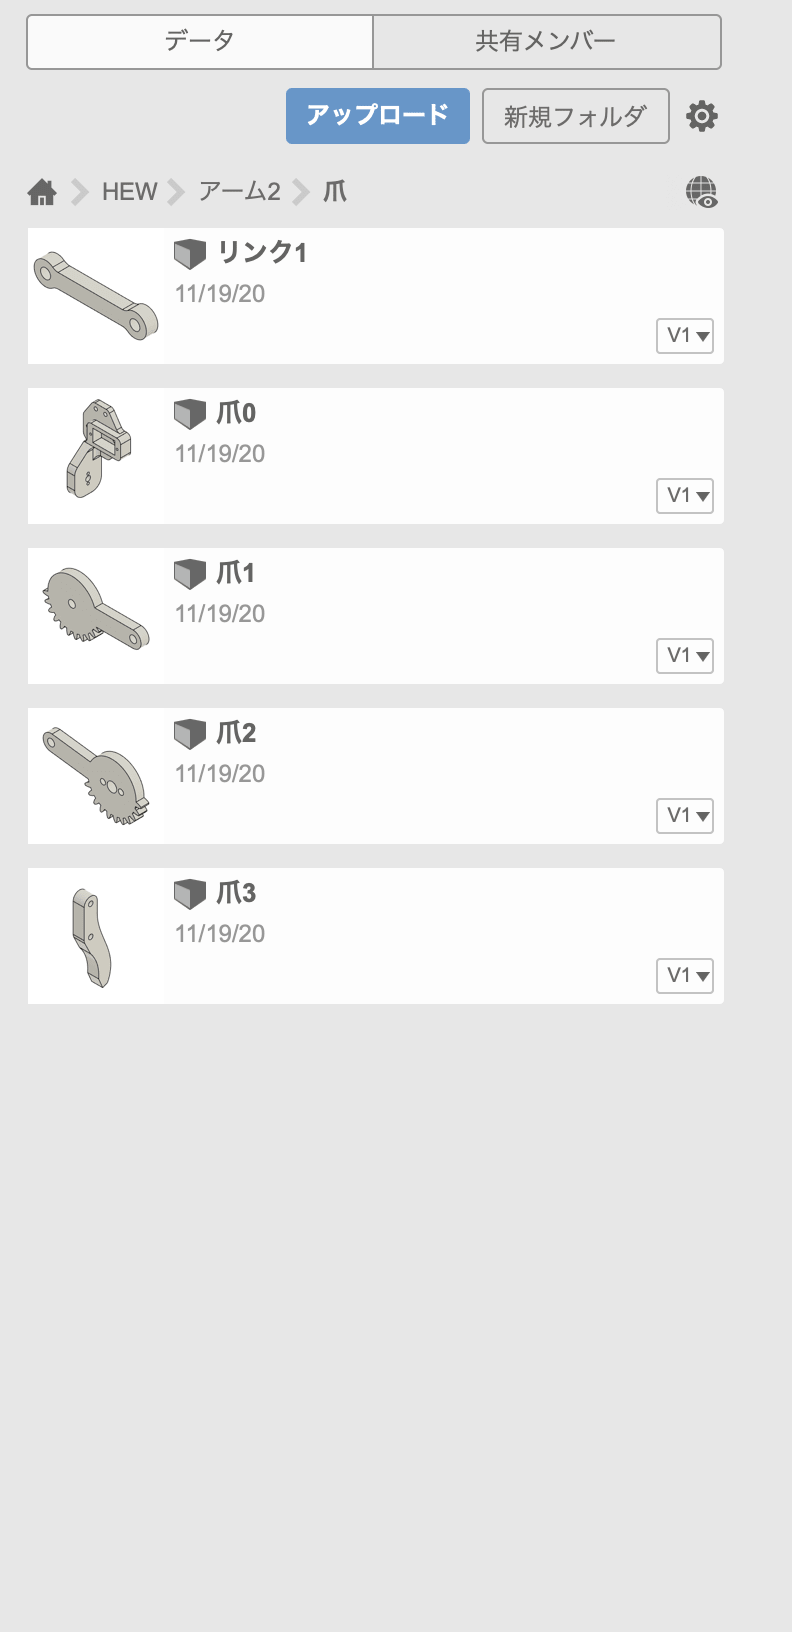 データ 共有メンバー
アップロード 新規フォルダ
HEW アーム2 爪
リンク1
11/19/20
V1
爪0
11/19/20
V1
爪1
11/19/20
V1
爪2
11/19/20
V1
爪3
11/19/20
V1